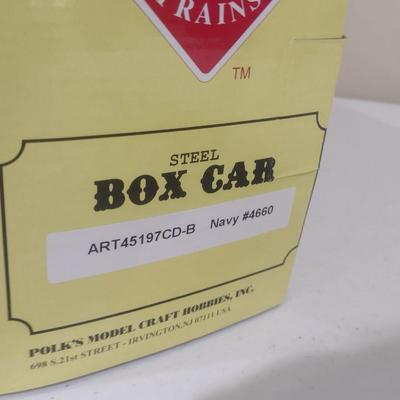 TRAINS
TM
STEEL
BOX CAR
ART45197CD-B Navy #4660
POLK'S MODEL CRAFT HOBBIES, INC.
698 S.21st STREET - IRVINGTON,NJ 07111 USA